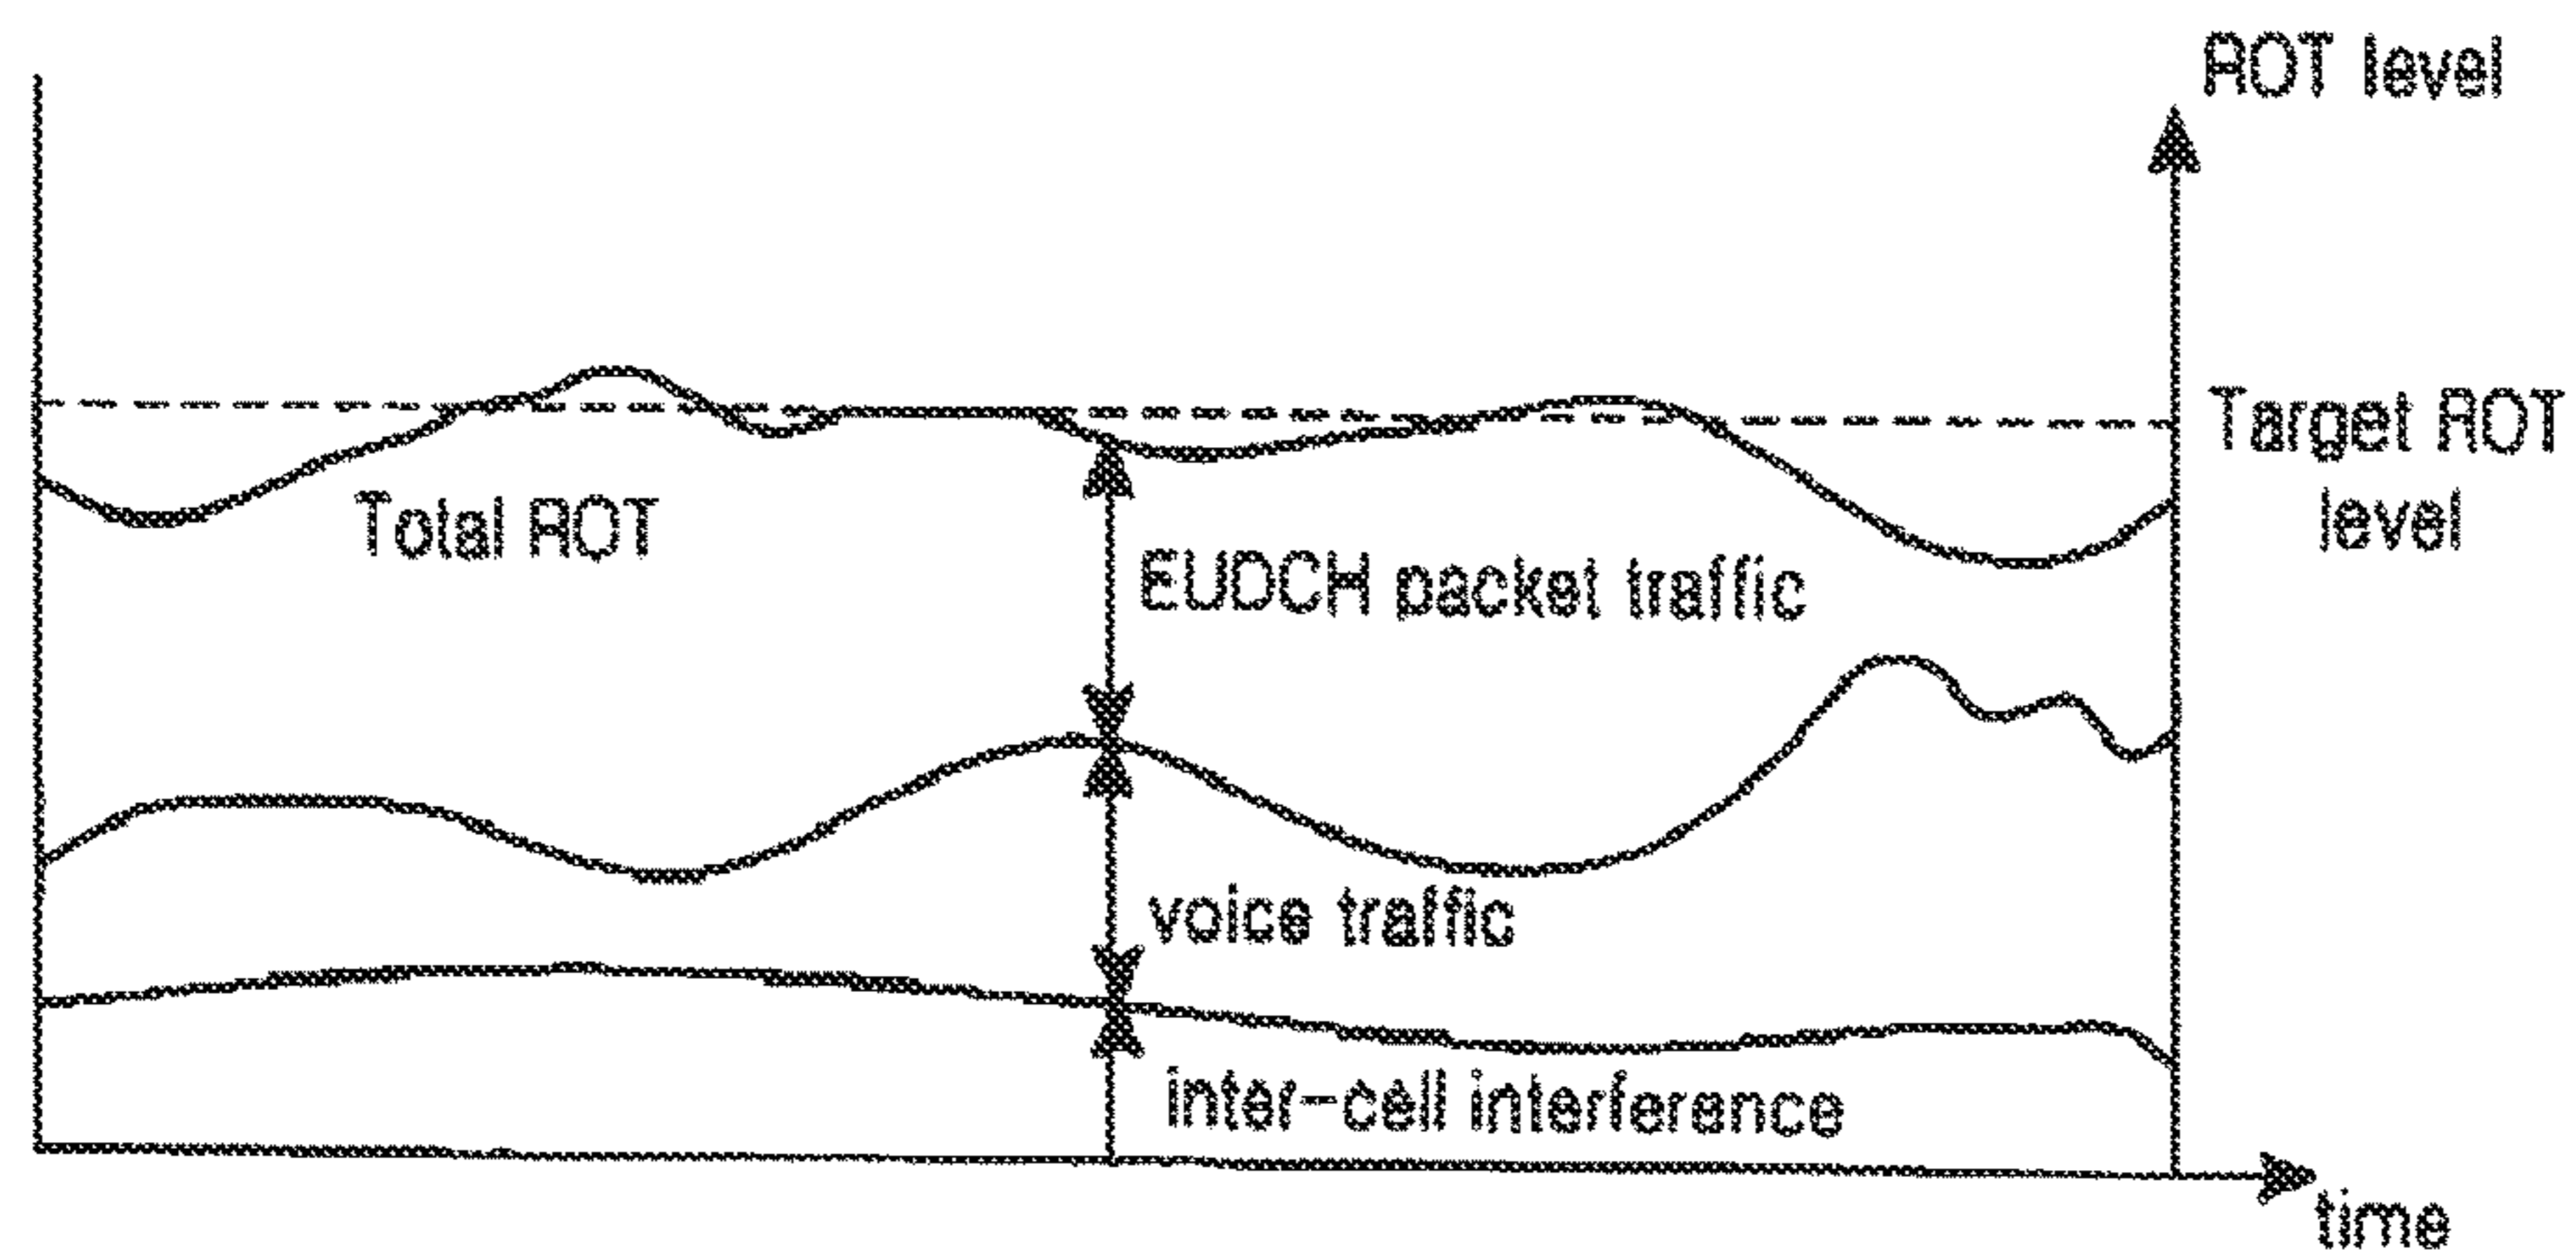 ROT level
Target ROT
level
Total ROT
EUDCH packet traffic
voice traffic
inter-cell interference
time